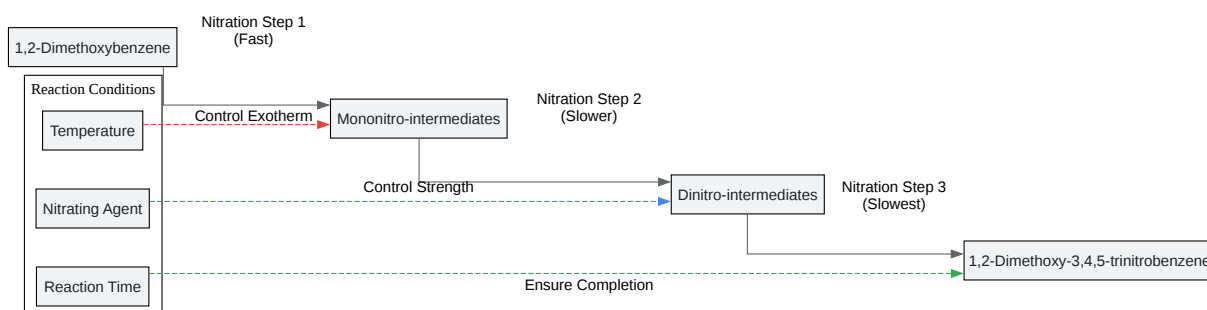 Nitration Step 1
(Fast)
1,2-Dimethoxybenzene
Reaction Conditions
Nitration Step 2
(Slower)
Control Exotherm
Mononitro-intermediates
Temperature
Control Strength
Nitration Step 3
(Slowest)
Dinitro-intermediates
Nitrating Agent
1,2-Dimethoxy-3,4,5-trinitrobenzene
Reaction Time
Ensure Completion